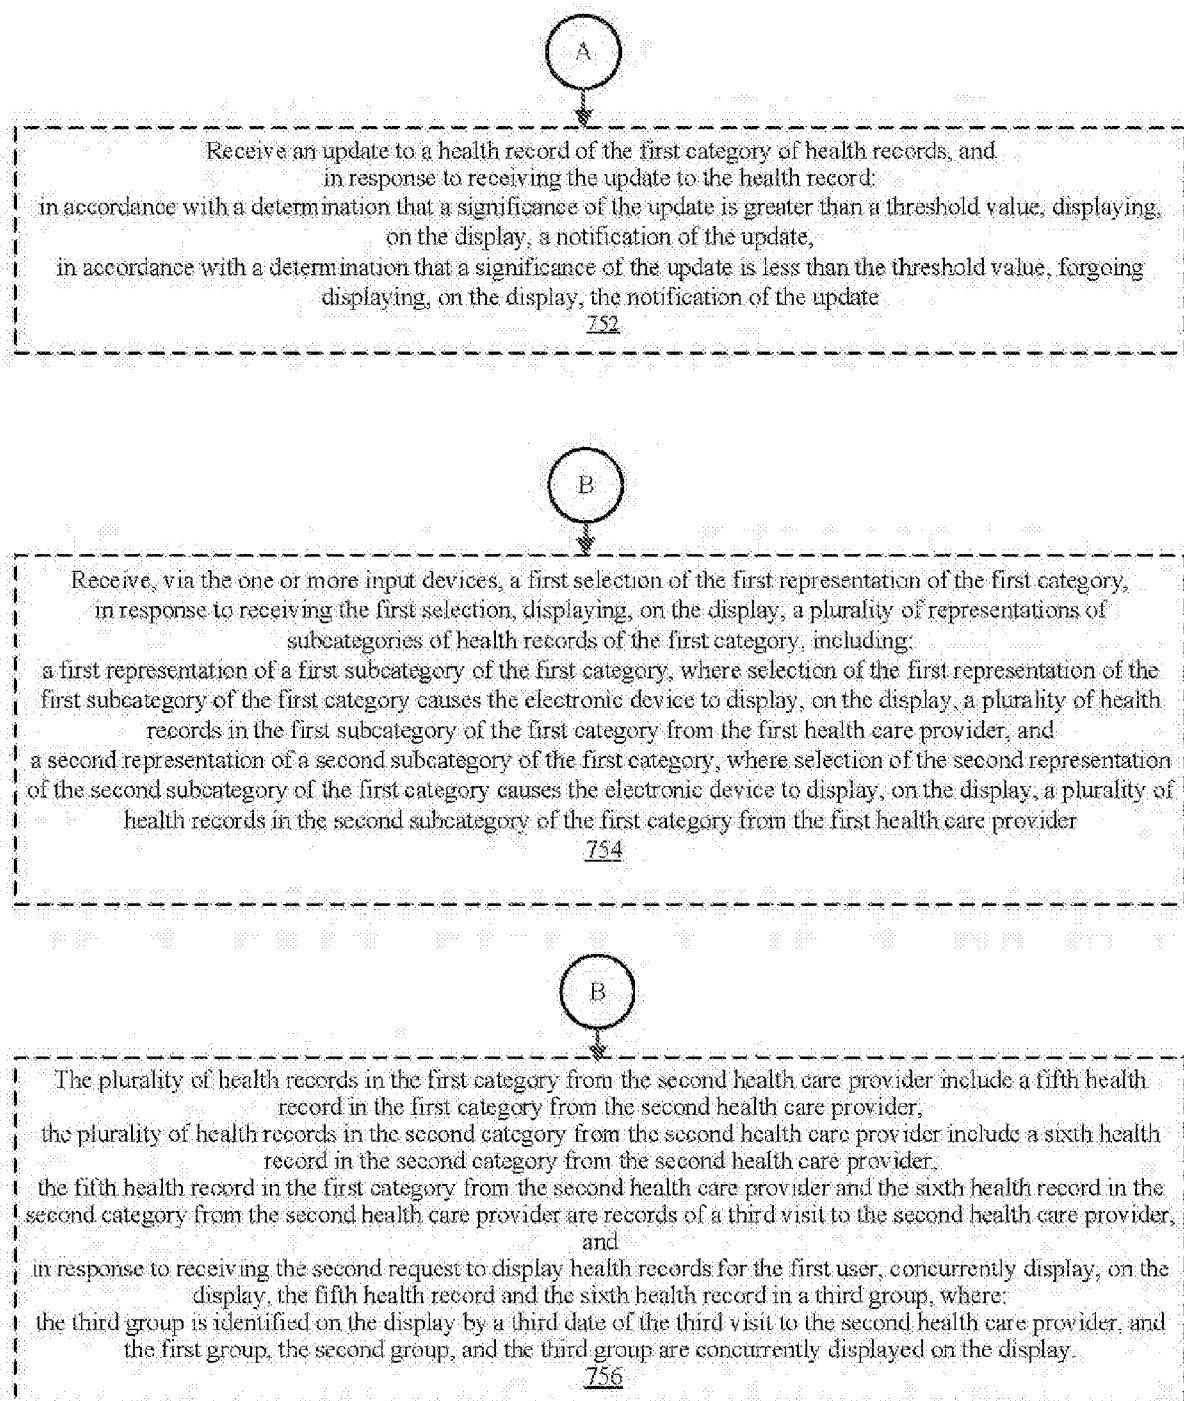 A
Receive an update to a health record of the first category of health records, and
in response to receiving the update to the health record:
in accordance with a determination that a significance of the update is greater than a threshold value, displaying,
on the display, a notification of the update,
in accordance with a determination that a significance of the update is less than the threshold value, forgoing
displaying, on the display, the notification of the update
752
B
Receive, via the one or more input devices, a first selection of the first representation of the first category,
in response to receiving the first selection, displaying, on the display, a plurality of representations of
subcategories of health records of the first category, including:
a first representation of a first subcategory of the first category, where selection of the first representation of the
first subcategory of the first category causes the electronic device to display, on the display, a plurality of health
records in the first subcategory of the first category from the first health care provider, and
a second representation of a second subcategory of the first category, where selection of the second representation
of the second subcategory of the first category causes the electronic device to display, on the display, a plurality of
health records in the second subcategory of the first category from the first health care provider
754
B
The plurality of health records in the first category from the second health care provider include a fifth health
record in the first category from the second health care provider,
the plurality of health records in the second category from the second health care provider include a sixth health
record in the second category from the second health care provider,
the fifth health record in the first category from the second health care provider and the sixth health record in the
second category from the second health care provider are records of a third visit to the second health care provider,
and
in response to receiving the second request to display health records for the first user, concurrently display, on the
display, the fifth health record and the sixth health record in a third group, where:
the third group is identified on the display by a third date of the third visit to the second health care provider, and
the first group, the second group, and the third group are concurrently displayed on the display.
756